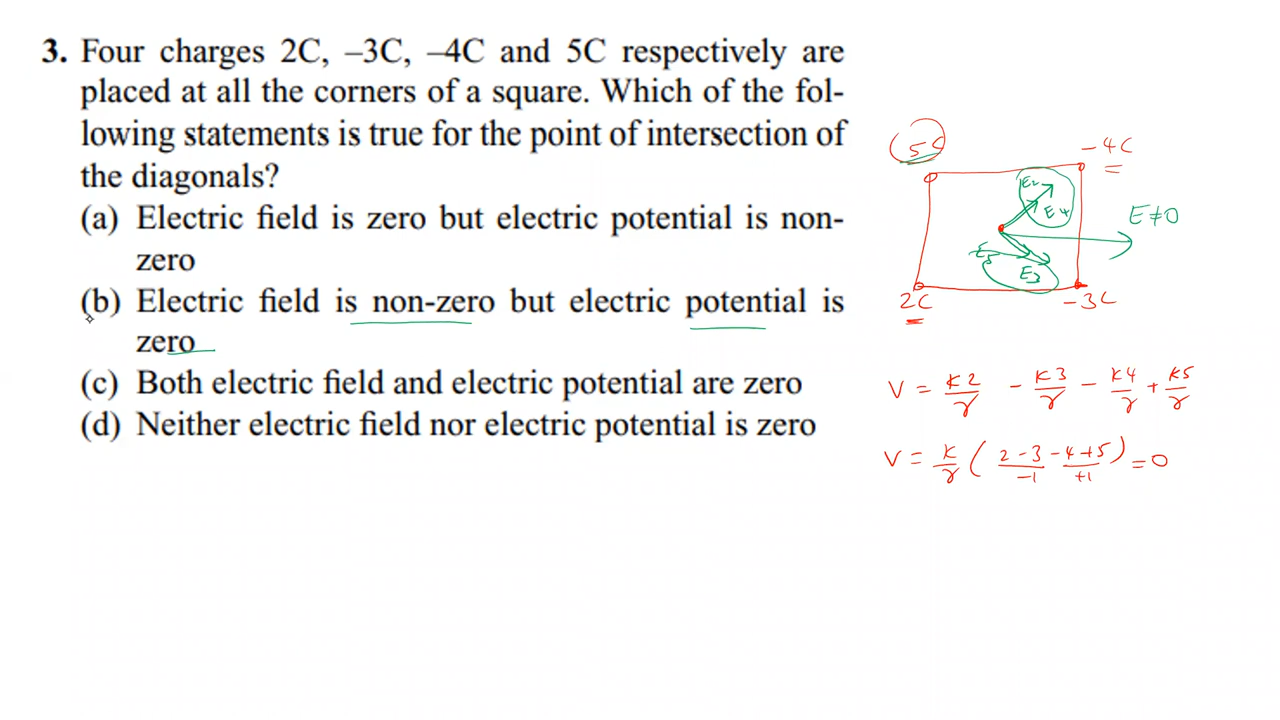 3. Four charges 2C, –3C, –4C and 5C respectively are
placed at all the corners of a square. Which of the fol-
lowing statements is true for the point of intersection of
the diagonals?
(a) Electric field is zero but electric potential is non-
zero
(b) Electric field is non-zero but electric potential is
zero
(c) Both electric field and electric potential are zero
(d) Neither electric field nor electric potential is zero
5C
-4C
E2
E4
E≠0
E3
2C
-3C
V = K2/r - K3/r - K4/r + K5/r
V = K/r ( 2-3-4+5 ) = 0
-1 +1